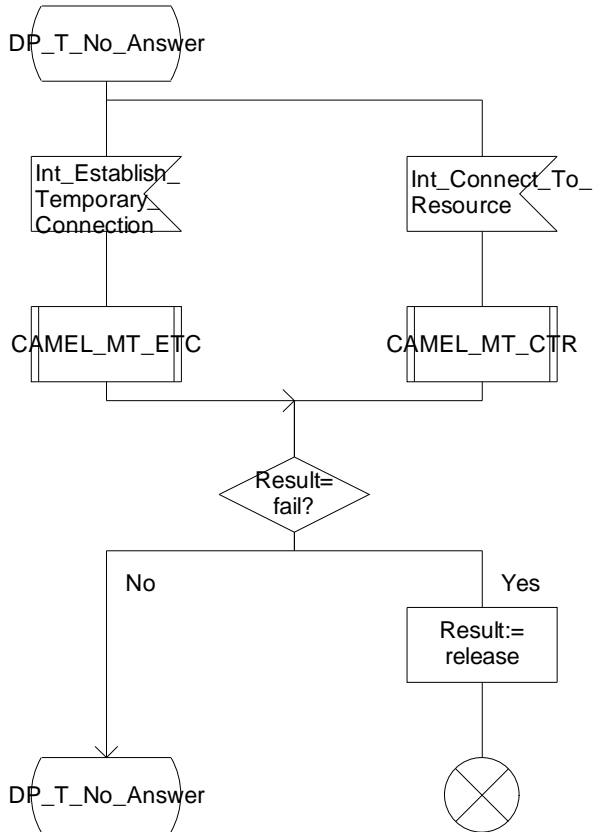 DP_T_No_Answer
Int_Establish_
Temporary_
Connection
Int_Connect_To_
Resource
CAMEL_MT_ETC
CAMEL_MT_CTR
Result=
fail?
No
Yes
Result:=
release
DP_T_No_Answer